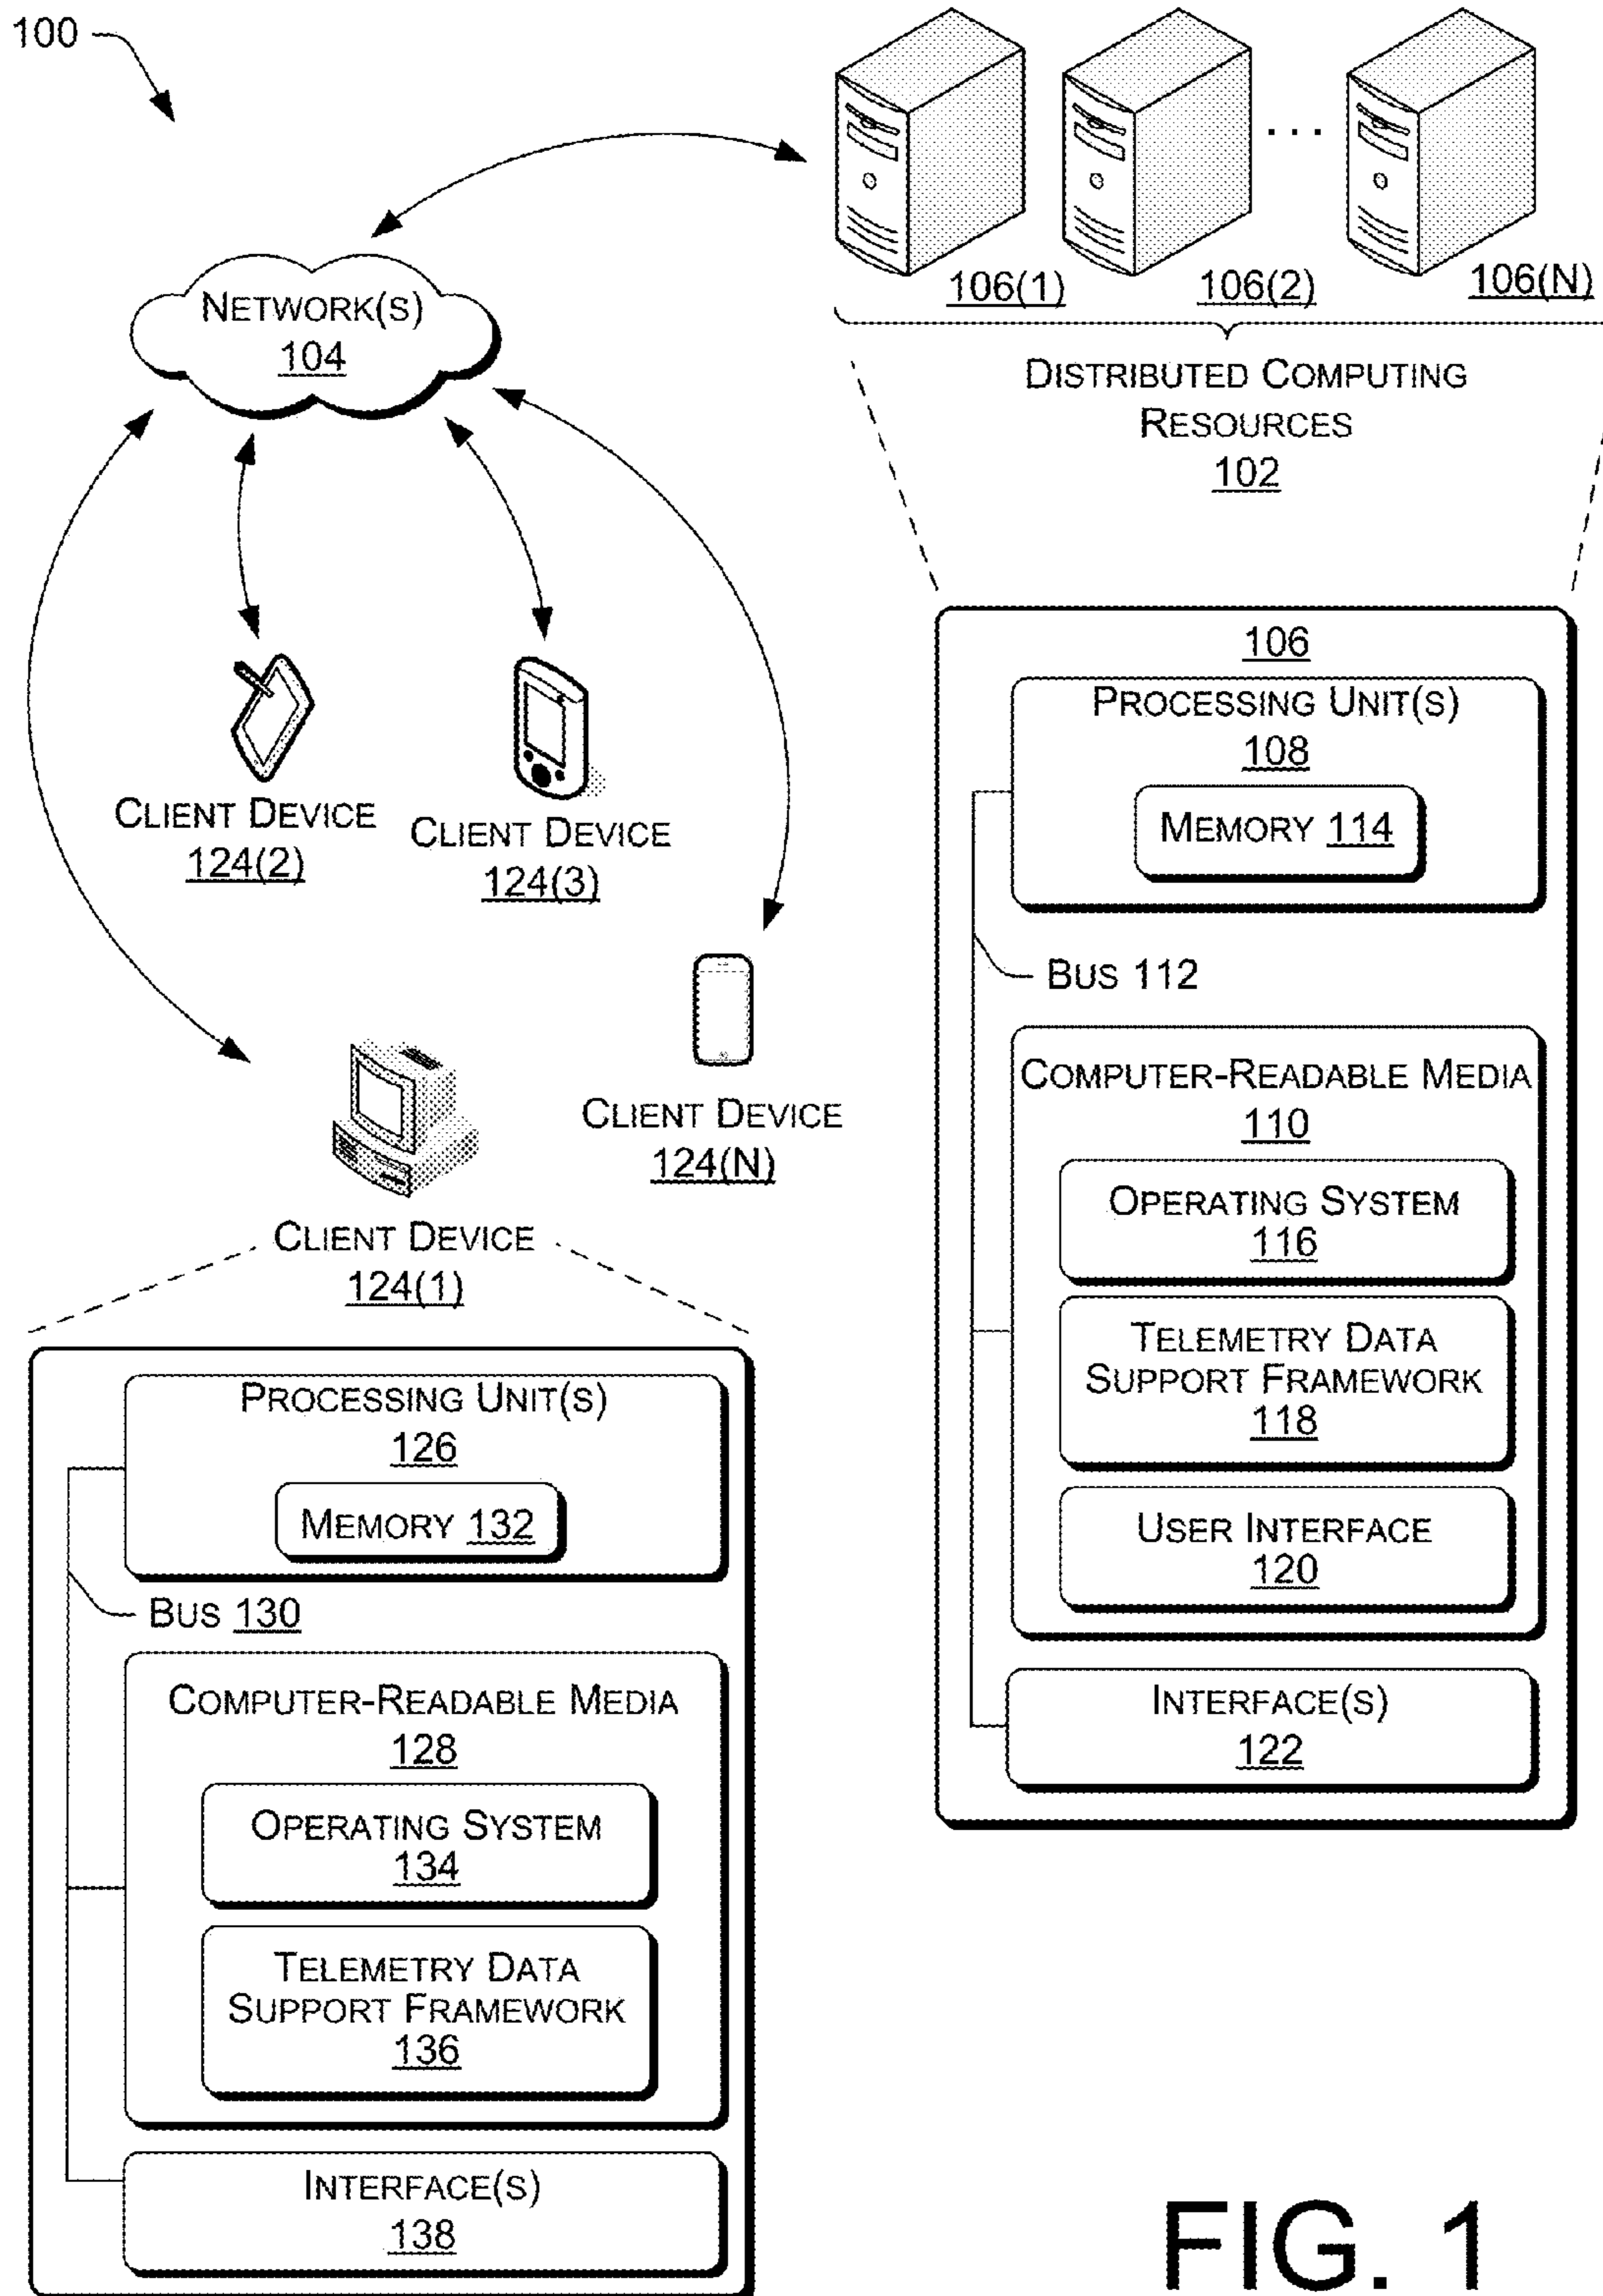 100
106(1)
106(2)
...
106(N)
NETWORK(S)
104
DISTRIBUTED COMPUTING
RESOURCES
102
CLIENT DEVICE
124(2)
CLIENT DEVICE
124(3)
CLIENT DEVICE
124(N)
CLIENT DEVICE
124(1)
106
PROCESSING UNIT(S)
108
MEMORY 114
BUS 112
COMPUTER-READABLE MEDIA
110
OPERATING SYSTEM
116
TELEMETRY DATA
SUPPORT FRAMEWORK
118
USER INTERFACE
120
INTERFACE(S)
122
PROCESSING UNIT(S)
126
MEMORY 132
BUS 130
COMPUTER-READABLE MEDIA
128
OPERATING SYSTEM
134
TELEMETRY DATA
SUPPORT FRAMEWORK
136
INTERFACE(S)
138
FIG. 1